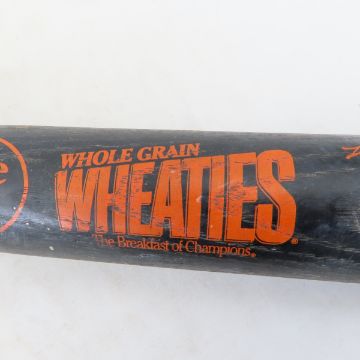 WHOLE GRAIN
WHEATIES®
The Breakfast of Champions®